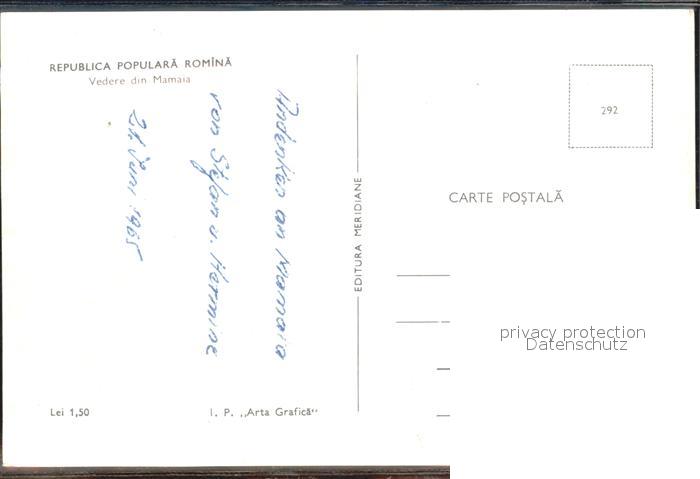 REPUBLICA POPULARĂ ROMÎNĂ
Vedere din Mamaia
Andenken an Mamaia
von Stefan u. Hermine
21. Juni 1965
Lei 1,50
I. P. „Arta Grafică“
EDITURA MERIDIANE
292
CARTE POȘTALĂ
privacy protection
Datenschutz